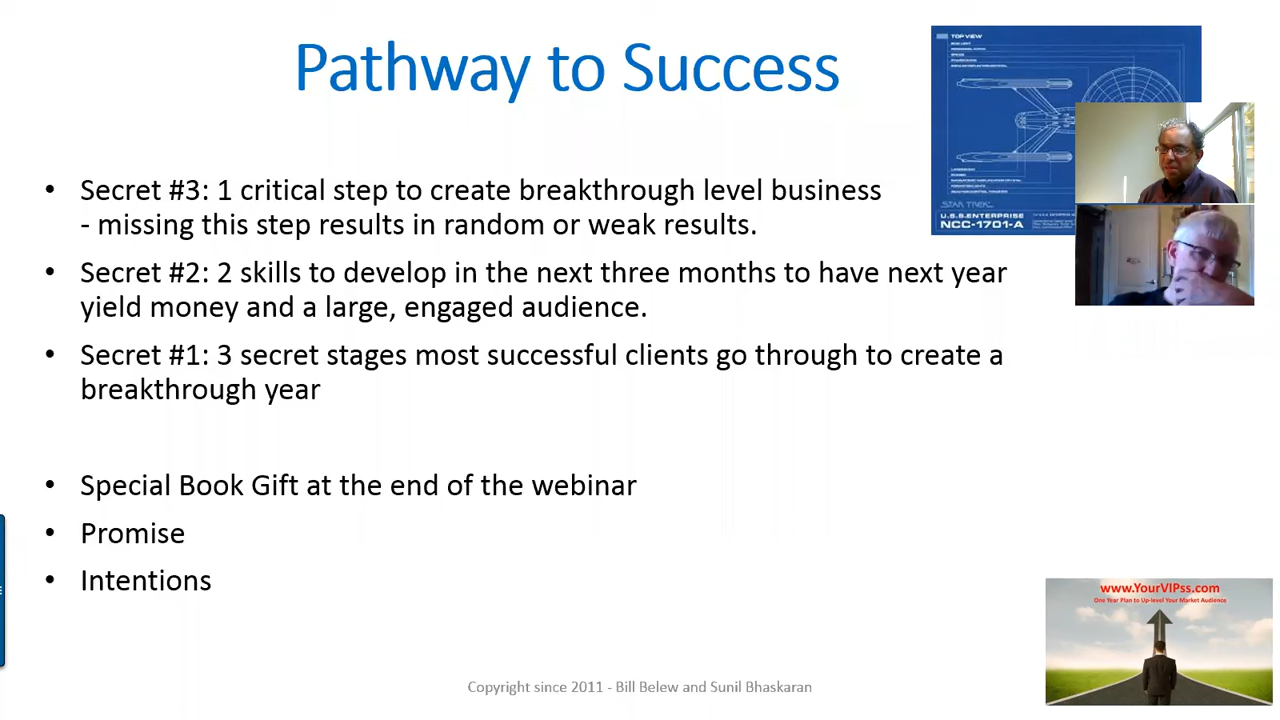 Pathway to Success
TOP VIEW
• Secret #3: 1 critical step to create breakthrough level business
- missing this step results in random or weak results.
• Secret #2: 2 skills to develop in the next three months to have next year
yield money and a large, engaged audience.
• Secret #1: 3 secret stages most successful clients go through to create a
breakthrough year
STAR TREK
U.S.S. ENTERPRISE
NCC-1701-A
• Special Book Gift at the end of the webinar
• Promise
• Intentions
www.YourVIPss.com
One Year Plan to Up-level Your Market Audience
Copyright since 2011 - Bill Belew and Sunil Bhaskaran